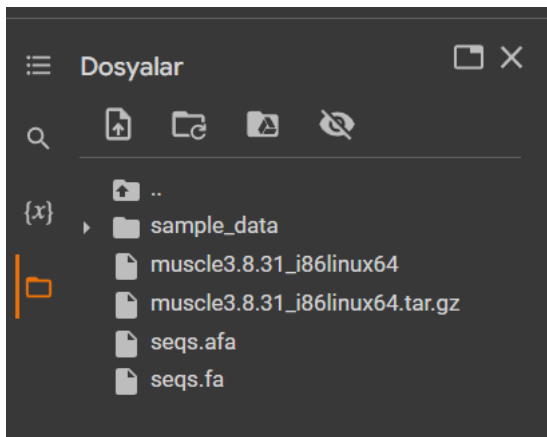 Dosyalar
{x}
..
sample_data
muscle3.8.31_i86linux64
muscle3.8.31_i86linux64.tar.gz
seqs.afa
seqs.fa